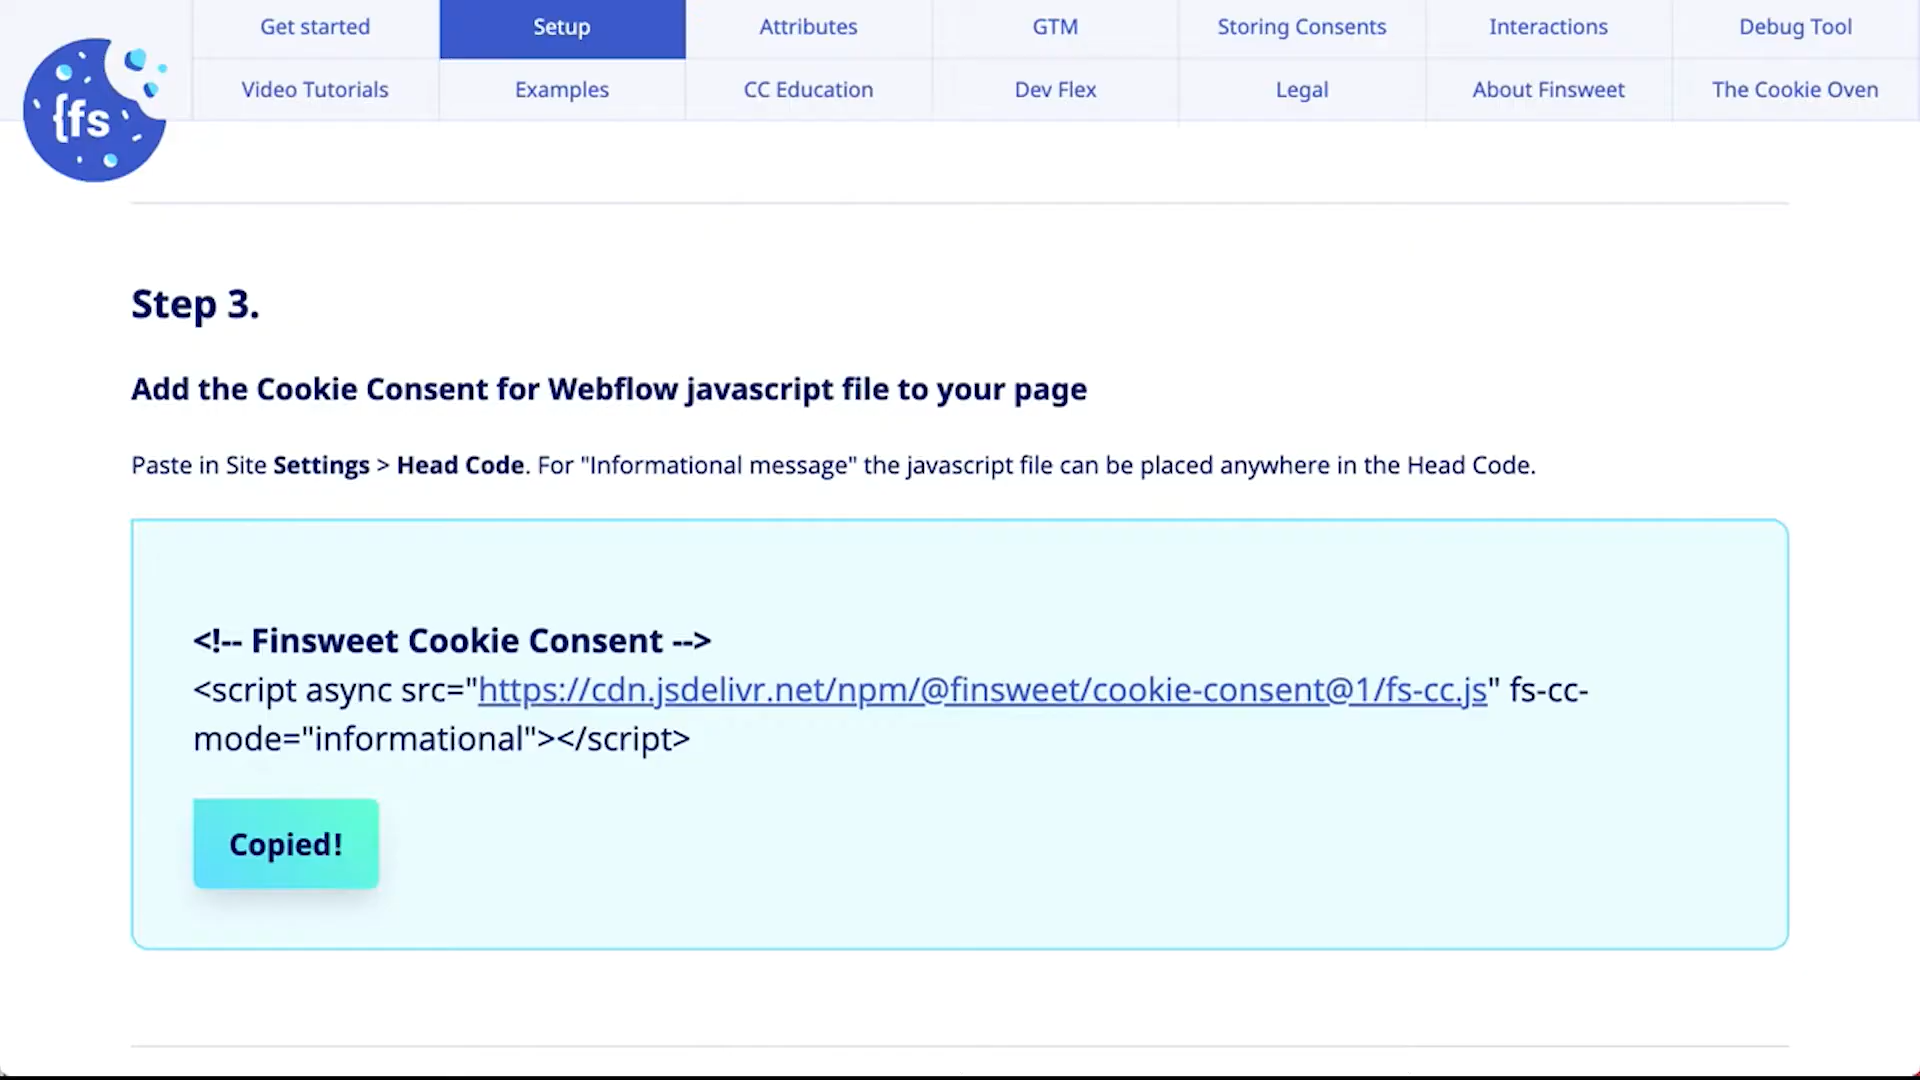 Get started
Setup
Attributes
GTM
Storing Consents
Interactions
Debug Tool
Video Tutorials
Examples
CC Education
Dev Flex
Legal
About Finsweet
The Cookie Oven
{fs
Step 3.
Add the Cookie Consent for Webflow javascript file to your page
Paste in Site Settings > Head Code. For "Informational message" the javascript file can be placed anywhere in the Head Code.
<!-- Finsweet Cookie Consent -->
<script async src="https://cdn.jsdelivr.net/npm/@finsweet/cookie-consent@1/fs-cc.js" fs-cc-
mode="informational"></script>
Copied!